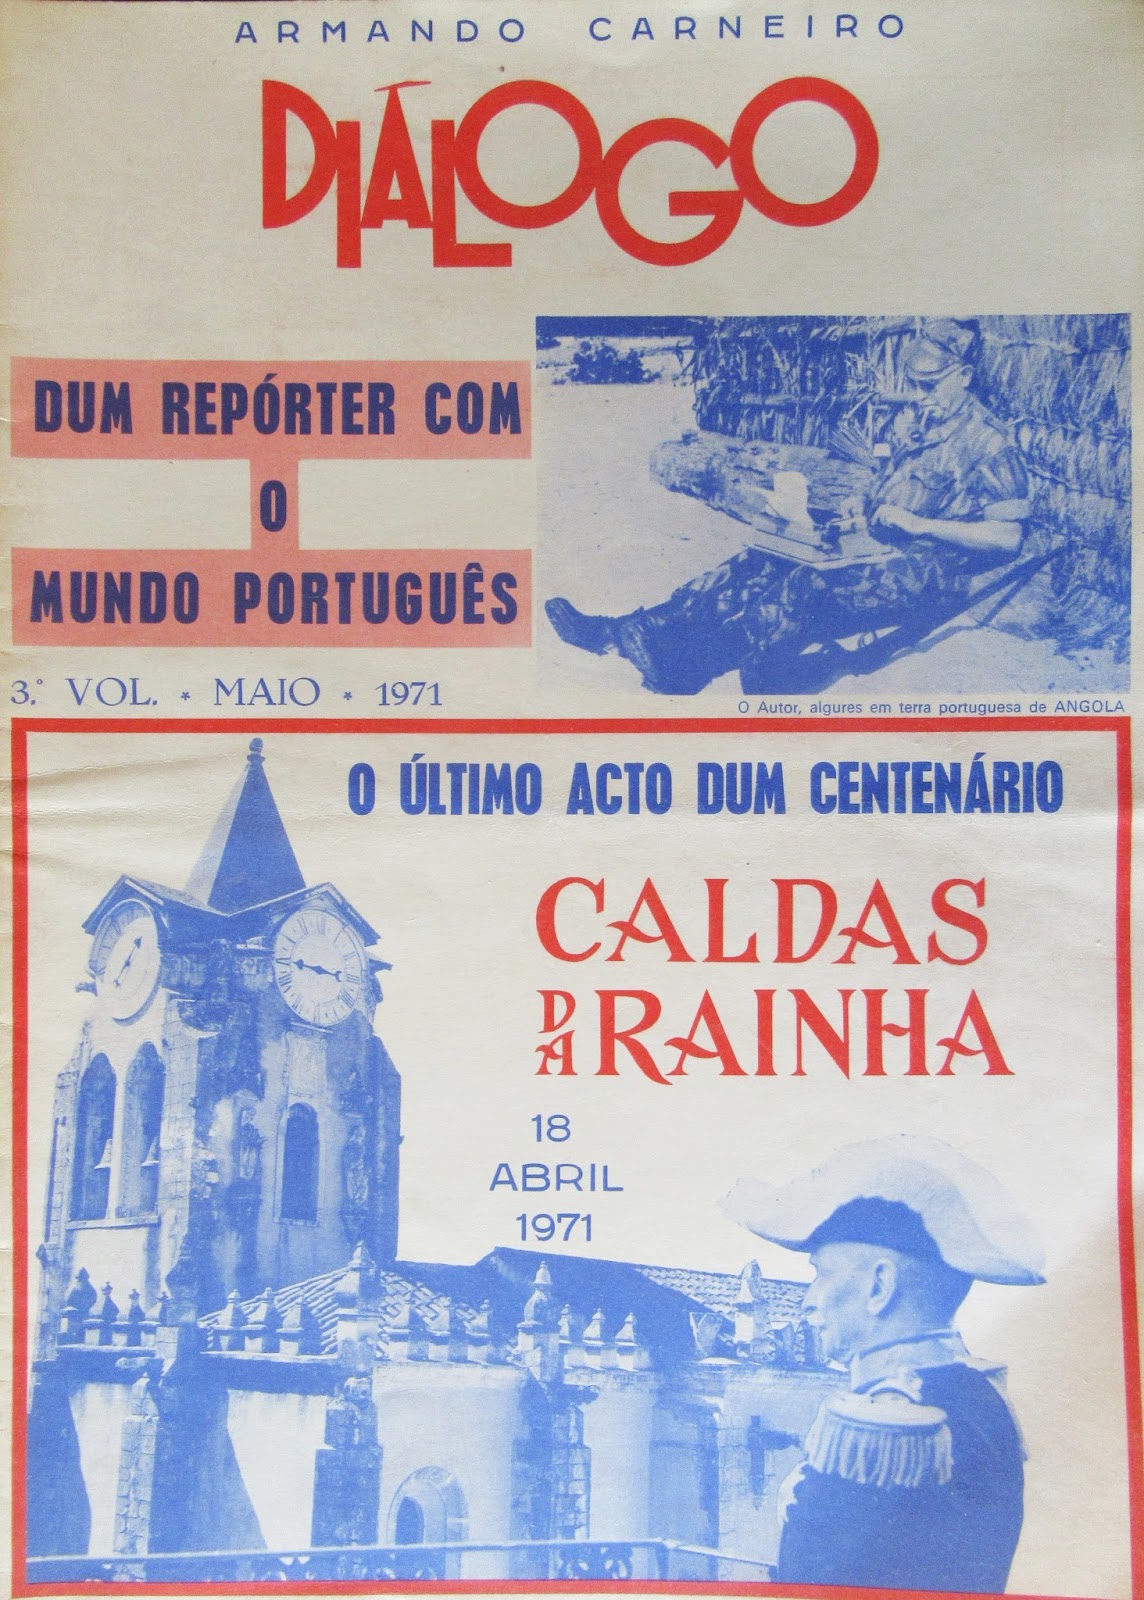 ARMANDO CARNEIRO
DIÁLOGO
DUM REPÓRTER COM
O
MUNDO PORTUGUÊS
3.º VOL. * MAIO * 1971
O Autor, algures em terra portuguesa de ANGOLA
O ÚLTIMO ACTO DUM CENTENÁRIO
CALDAS
DA RAINHA
18
ABRIL
1971